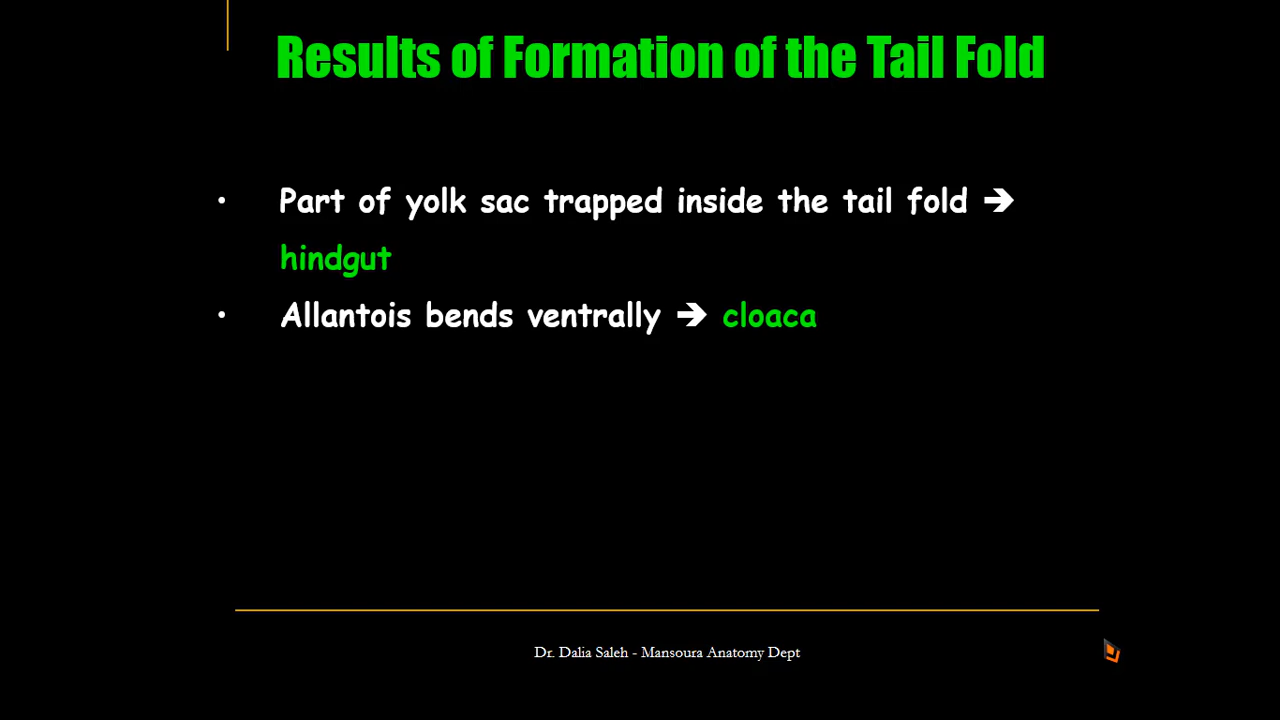 Results of Formation of the Tail Fold
• Part of yolk sac trapped inside the tail fold ➔
hindgut
• Allantois bends ventrally ➔ cloaca
Dr. Dalia Saleh - Mansoura Anatomy Dept